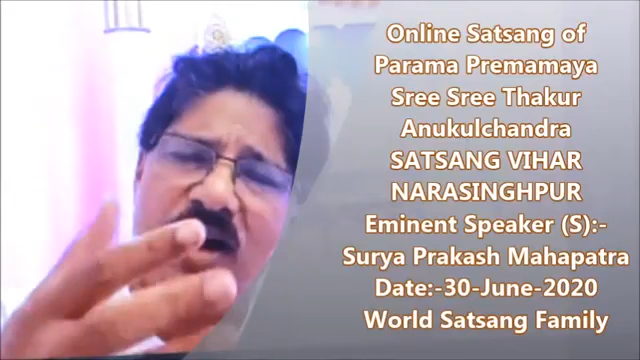 Online Satsang of
Parama Premamaya
Sree Sree Thakur
Anukulchandra
SATSANG VIHAR
NARASINGHPUR
Eminent Speaker (S):-
Surya Prakash Mahapatra
Date:-30-June-2020
World Satsang Family